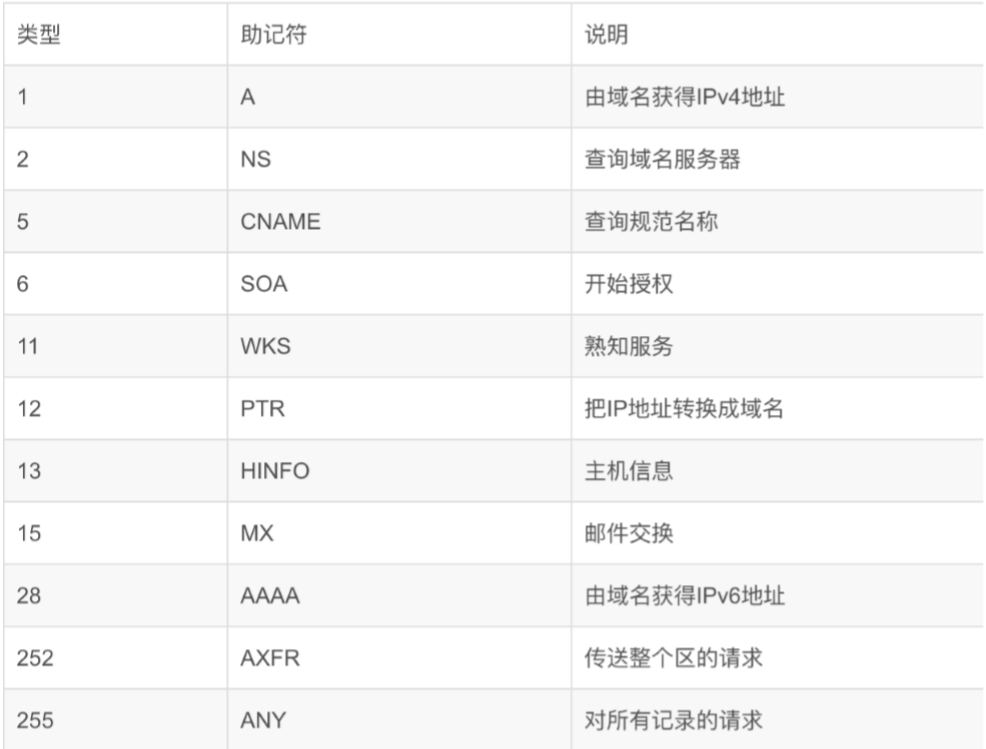 类型 助记符 说明
1 A 由域名获得IPv4地址
2 NS 查询域名服务器
5 CNAME 查询规范名称
6 SOA 开始授权
11 WKS 熟知服务
12 PTR 把IP地址转换成域名
13 HINFO 主机信息
15 MX 邮件交换
28 AAAA 由域名获得IPv6地址
252 AXFR 传送整个区的请求
255 ANY 对所有记录的请求